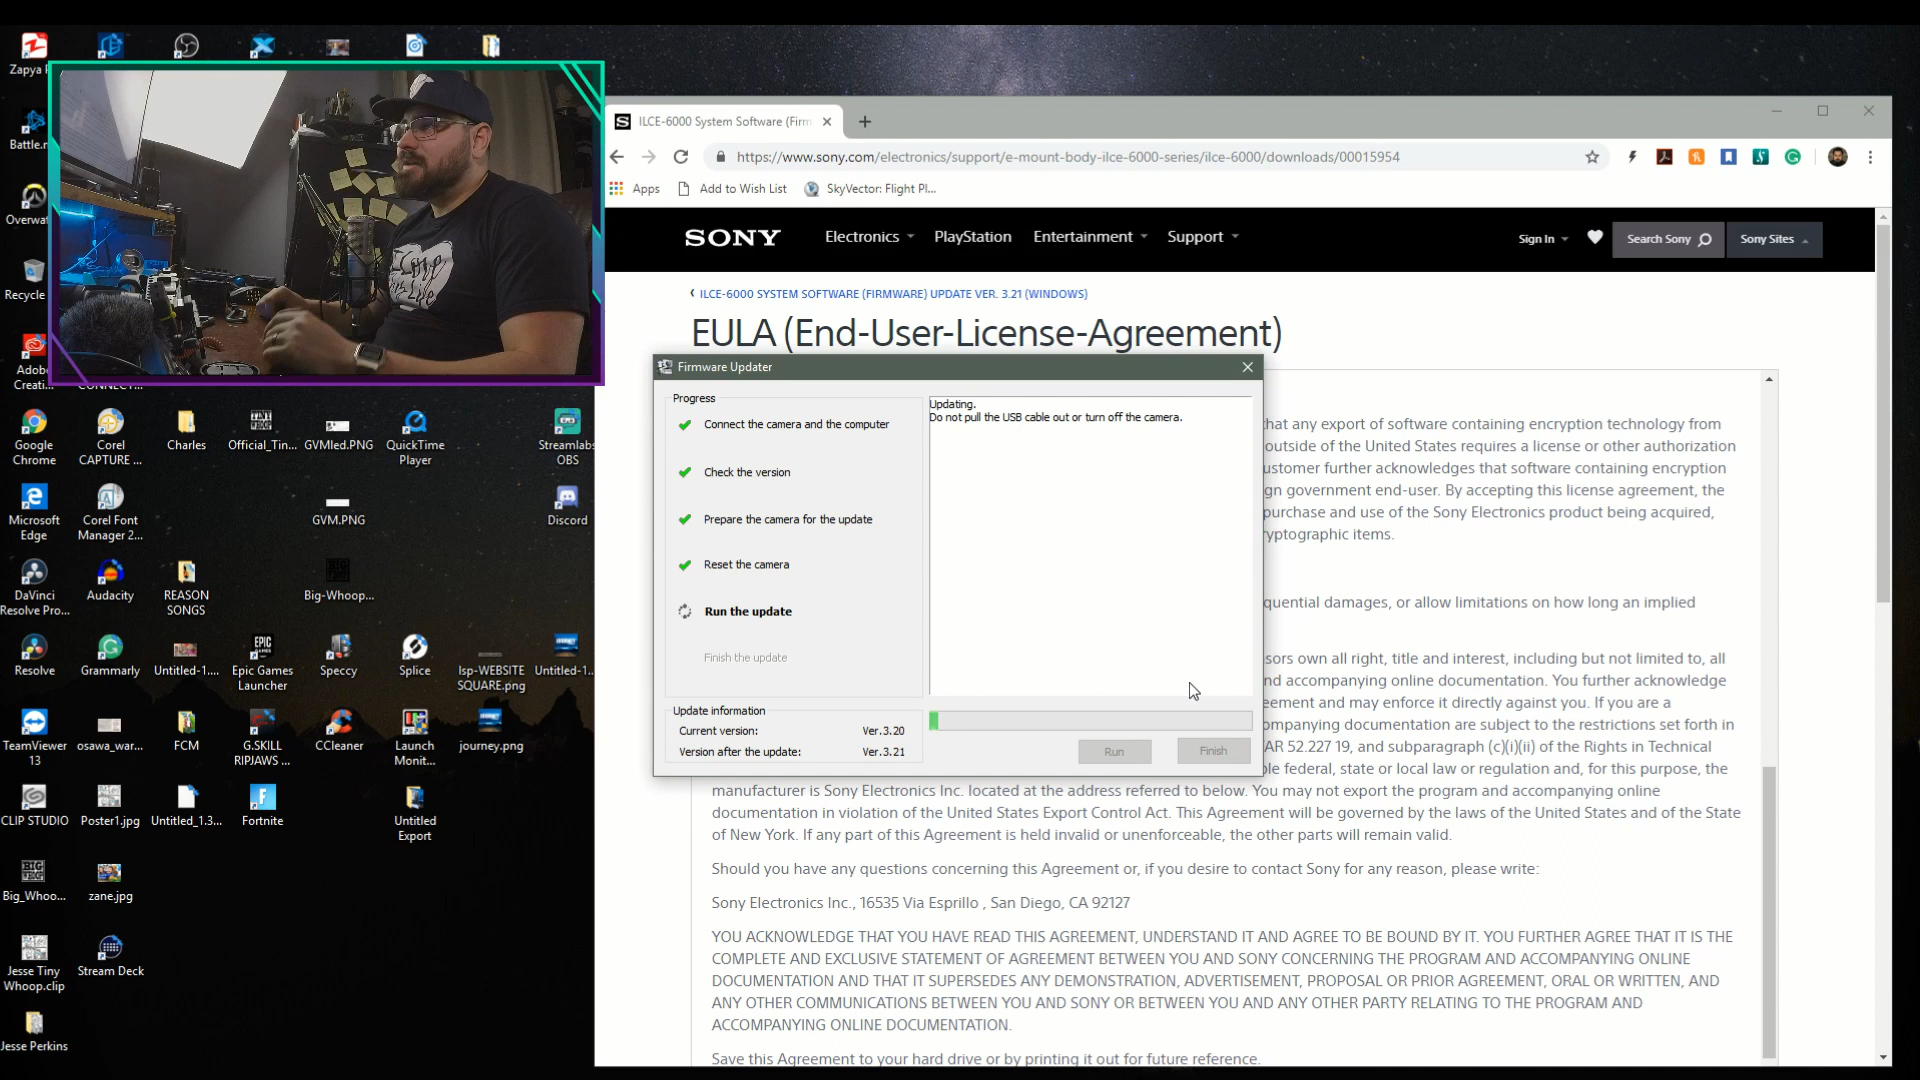 Zapya
Battle.n
Overwat
Recycle
Adobe
Creati...
CONNECT...
Google
Chrome
Corel
CAPTURE ...
Charles
Official_Tin...
GVMled.PNG
QuickTime
Player
Streamlabs
OBS
Microsoft
Edge
Corel Font
Manager 2...
GVM.PNG
Discord
DaVinci
Resolve Pro...
Audacity
REASON
SONGS
Big-Whoop...
Resolve
Grammarly
Untitled-1....
Epic Games
Launcher
Speccy
Splice
lsp-WEBSITE
SQUARE.png
Untitled-1...
TeamViewer
13
osawa_war...
FCM
G.SKILL
RIPJAWS ...
CCleaner
Launch
Monit...
journey.png
CLIP STUDIO
Poster1.jpg
Untitled_1.3...
Fortnite
Untitled
Export
Big_Whoo...
zane.jpg
Jesse Tiny
Whoop.clip
Stream Deck
Jesse Perkins
ILCE-6000 System Software (Firm
https://www.sony.com/electronics/support/e-mount-body-ilce-6000-series/ilce-6000/downloads/00015954
Apps Add to Wish List SkyVector: Flight Pl...
SONY Electronics PlayStation Entertainment Support Sign In Search Sony Sony Sites
ILCE-6000 SYSTEM SOFTWARE (FIRMWARE) UPDATE VER. 3.21 (WINDOWS)
EULA (End-User-License-Agreement)
Firmware Updater
Progress
Connect the camera and the computer
Check the version
Prepare the camera for the update
Reset the camera
Run the update
Finish the update
Updating.
Do not pull the USB cable out or turn off the camera.
Update information
Current version: Ver.3.20
Version after the update: Ver.3.21
Run Finish
that any export of software containing encryption technology from
outside of the United States requires a license or other authorization
customer further acknowledges that software containing encryption
gn government end-user. By accepting this license agreement, the
purchase and use of the Sony Electronics product being acquired,
ryptographic items.
quential damages, or allow limitations on how long an implied
sors own all right, title and interest, including but not limited to, all
nd accompanying online documentation. You further acknowledge
eement and may enforce it directly against you. If you are a
ompanying documentation are subject to the restrictions set forth in
AR 52.227 19, and subparagraph (c)(i)(ii) of the Rights in Technical
ble federal, state or local law or regulation and, for this purpose, the
manufacturer is Sony Electronics Inc. located at the address referred to below. You may not export the program and accompanying online
documentation in violation of the United States Export Control Act. This Agreement will be governed by the laws of the United States and of the State
of New York. If any part of this Agreement is held invalid or unenforceable, the other parts will remain valid.
Should you have any questions concerning this Agreement or, if you desire to contact Sony for any reason, please write:
Sony Electronics Inc., 16535 Via Esprillo , San Diego, CA 92127
YOU ACKNOWLEDGE THAT YOU HAVE READ THIS AGREEMENT, UNDERSTAND IT AND AGREE TO BE BOUND BY IT. YOU FURTHER AGREE THAT IT IS THE
COMPLETE AND EXCLUSIVE STATEMENT OF AGREEMENT BETWEEN YOU AND SONY CONCERNING THE PROGRAM AND ACCOMPANYING ONLINE
DOCUMENTATION AND THAT IT SUPERSEDES ANY DEMONSTRATION, ADVERTISEMENT, PROPOSAL OR PRIOR AGREEMENT, ORAL OR WRITTEN, AND
ANY OTHER COMMUNICATIONS BETWEEN YOU AND SONY OR BETWEEN YOU AND ANY OTHER PARTY RELATING TO THE PROGRAM AND
ACCOMPANYING ONLINE DOCUMENTATION.
Save this Agreement to your hard drive or by printing it out for future reference.